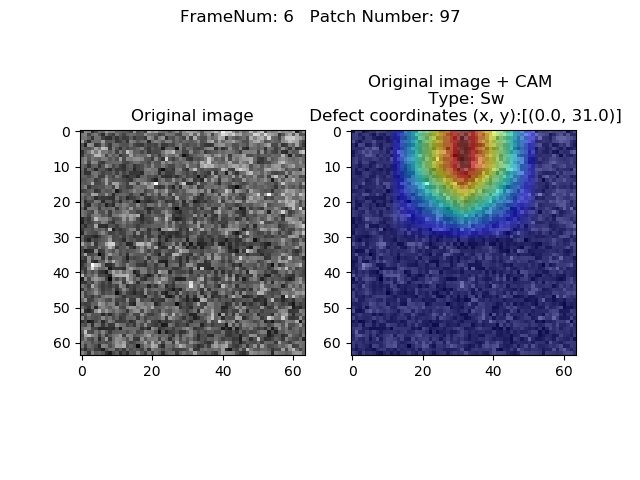 FrameNum: 6   Patch Number: 97
Original image
Original image + CAM
Type: Sw
Defect coordinates (x, y):[(0.0, 31.0)]
0
10
20
30
40
50
60
0 20 40 60
0
10
20
30
40
50
60
0 20 40 60